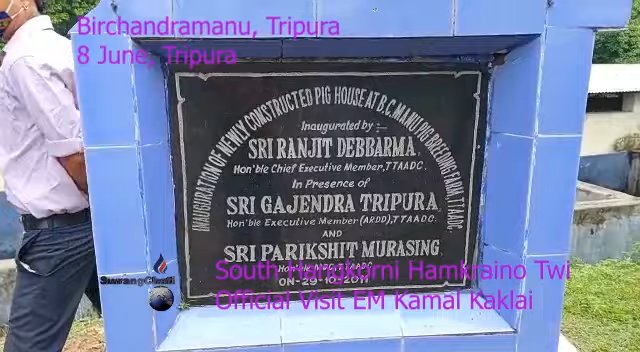 Birchandramanu, Tripura
8 June, Tripura
INAUGURATION OF NEWLY CONSTRUCTED PIG HOUSE AT B.C.MANU PIG BREEDING FARM, TTAADC.
Inaugurated by :-
SRI RANJIT DEBBARMA.
Hon'ble Chief Executive Member, TTAADC.
In Presence of
SRI GAJENDRA TRIPURA
Hon'ble Executive Member (ARDD), TTAADC.
AND
SRI PARIKSHIT MURASING
Hon'ble MDC, TTAADC
ON-29-10-2011
South Hangkurni Hamkraino Twi
Official Visit EM Kamal Kaklai